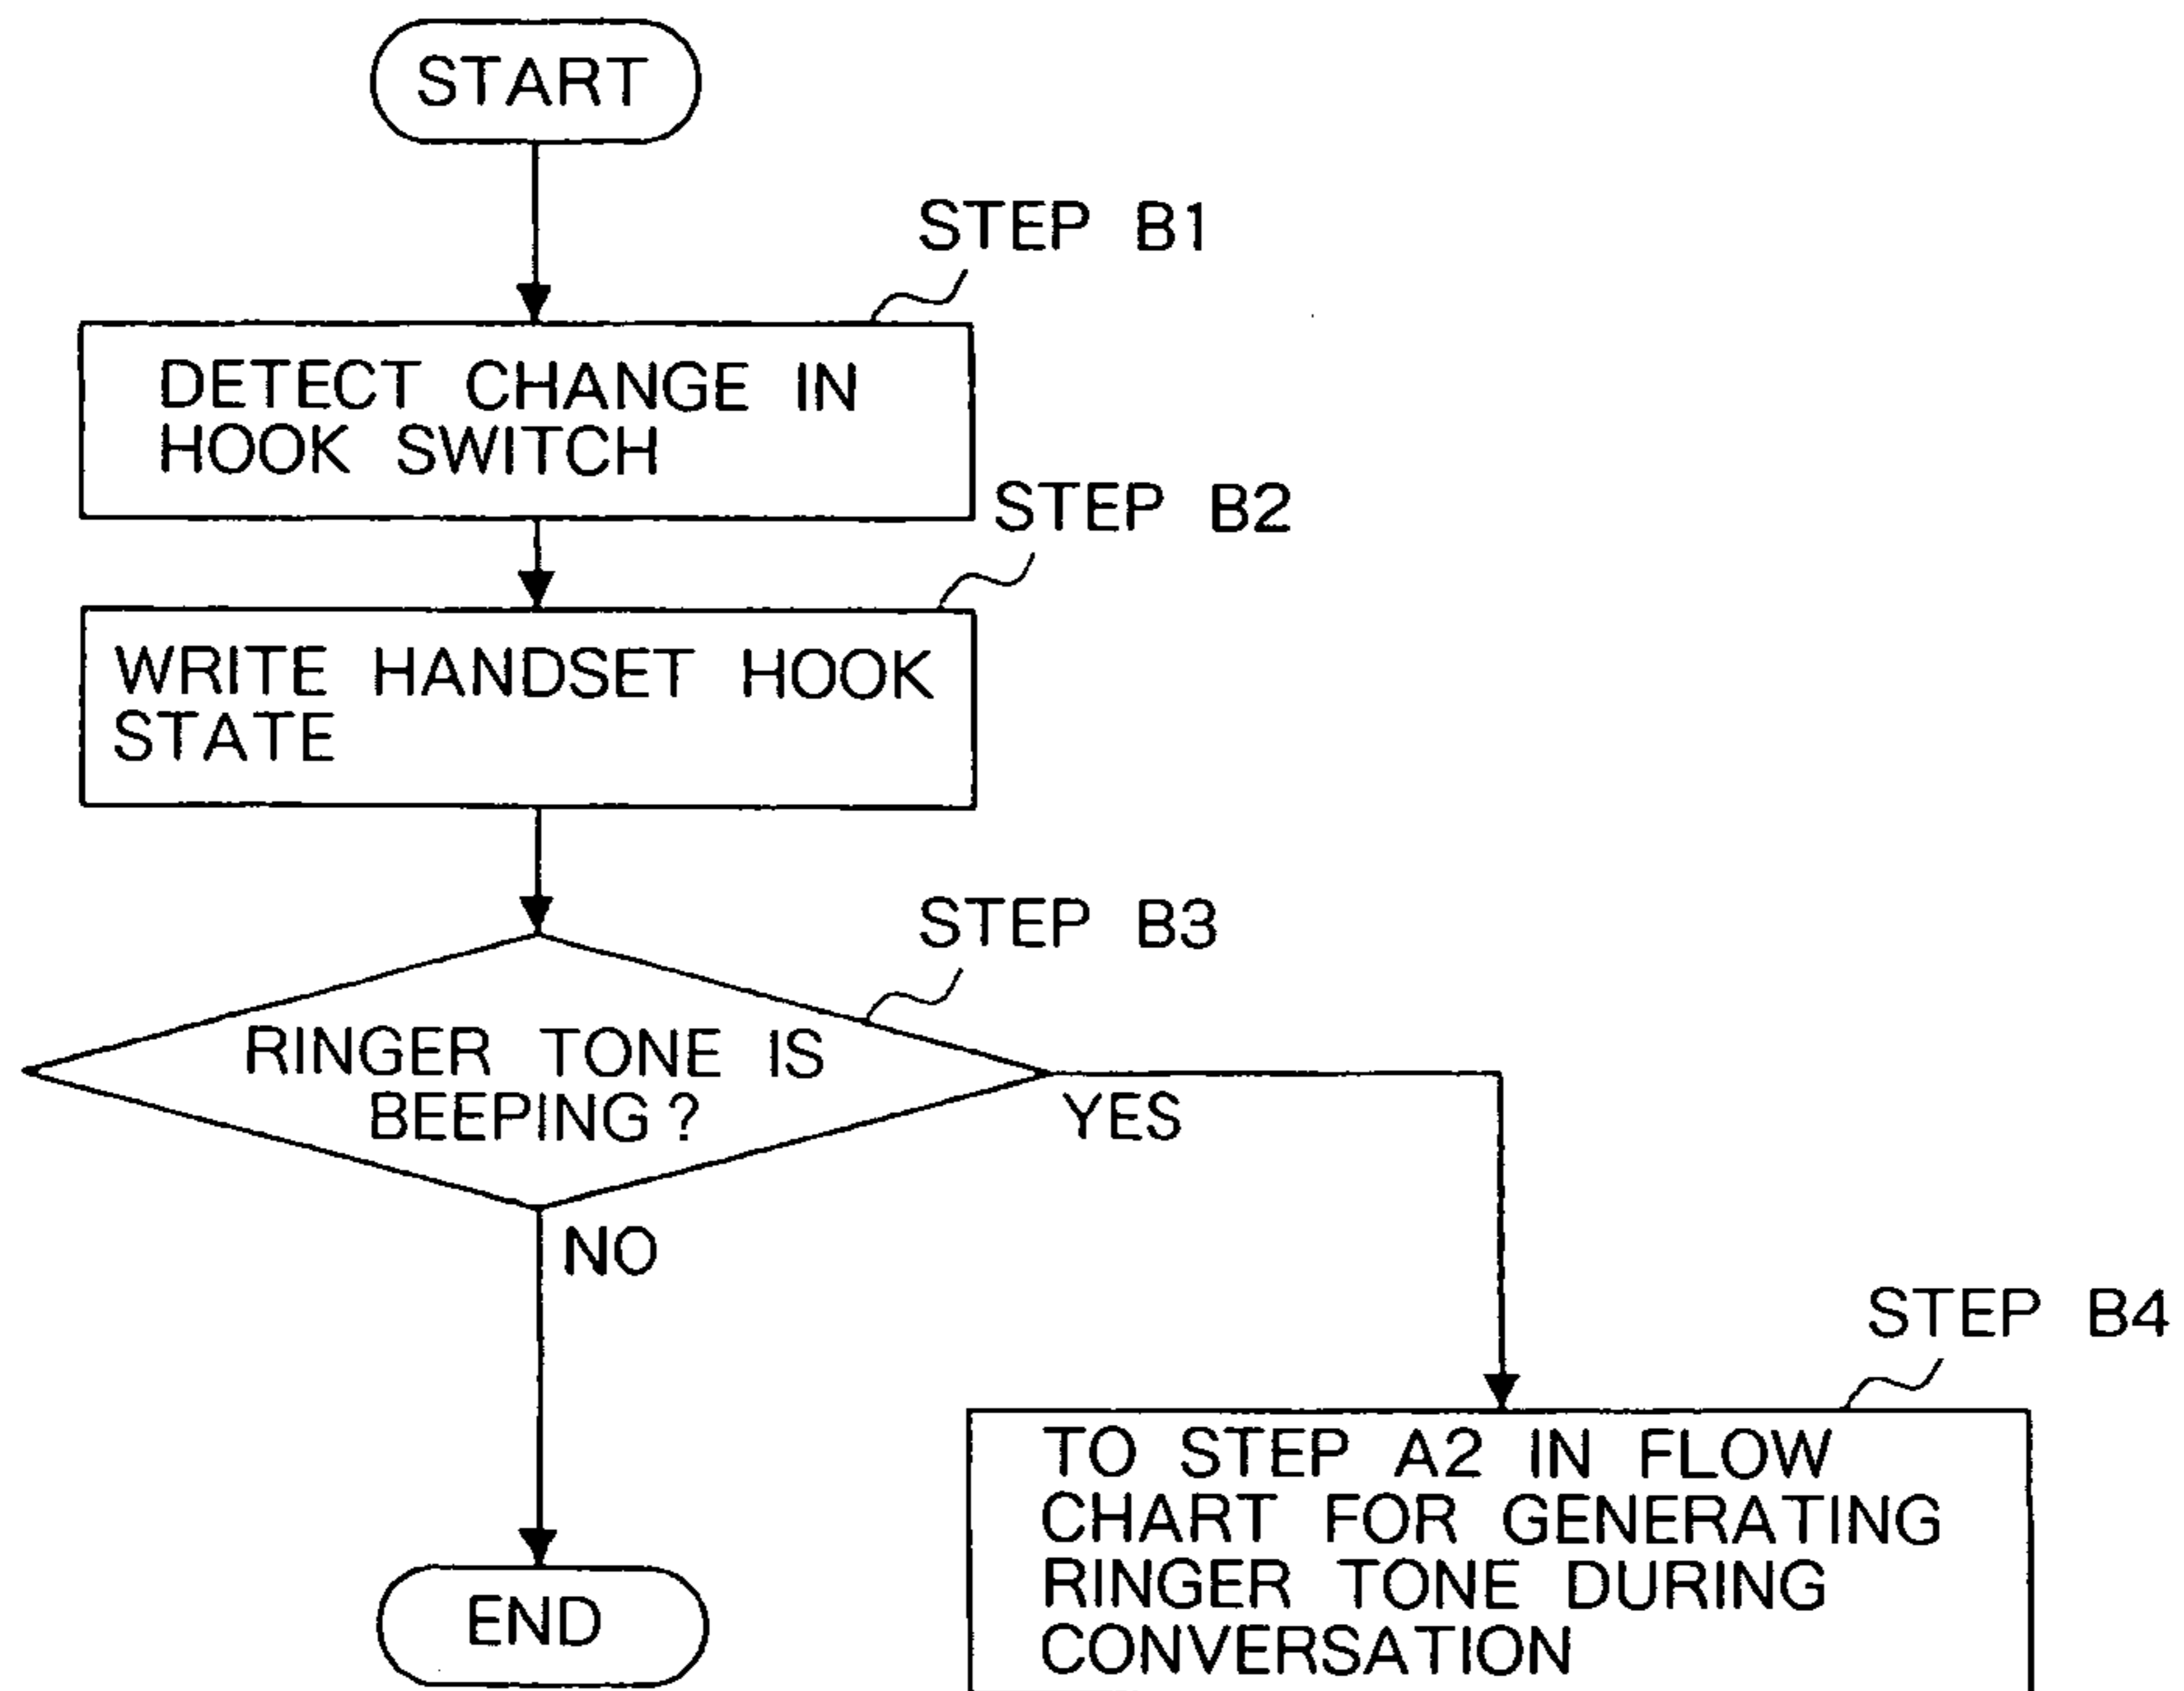 START
STEP B1
DETECT CHANGE IN
HOOK SWITCH
STEP B2
WRITE HANDSET HOOK
STATE
STEP B3
RINGER TONE IS
BEEPING?
YES
NO
STEP B4
TO STEP A2 IN FLOW
CHART FOR GENERATING
RINGER TONE DURING
CONVERSATION
END